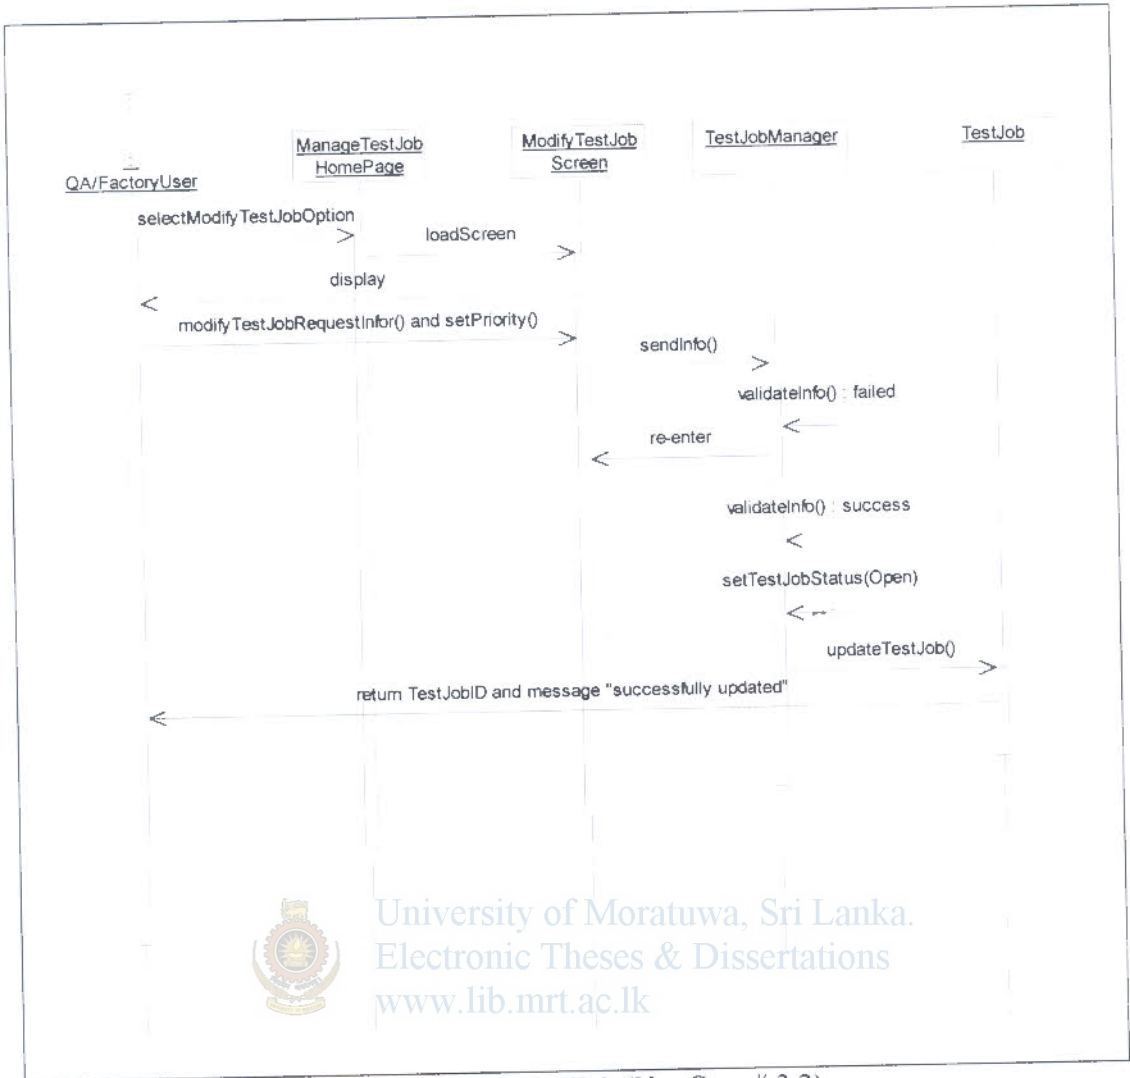 QA/FactoryUser
ManageTestJob
HomePage
ModifyTestJob
Screen
TestJobManager
TestJob
selectModifyTestJobOption
loadScreen
display
modifyTestJobRequestInfor() and setPriority()
sendInfo()
validateInfo() : failed
re-enter
validateInfo() : success
setTestJobStatus(Open)
updateTestJob()
return TestJobID and message "successfully updated"
University of Moratuwa, Sri Lanka.
Electronic Theses & Dissertations
www.lib.mrt.ac.lk